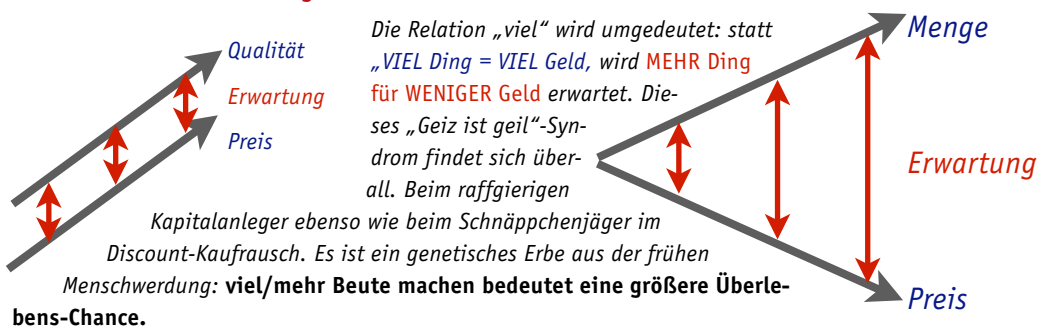 Qualität
Erwartung
Preis
Die Relation „viel“ wird umgedeutet: statt
„VIEL Ding = VIEL Geld, wird MEHR Ding
für WENIGER Geld erwartet. Die-
ses „Geiz ist geil“-Syn-
drom findet sich über-
all. Beim raffgierigen
Kapitalanleger ebenso wie beim Schnäppchenjäger im
Discount-Kaufrausch. Es ist ein genetisches Erbe aus der frühen
Menschwerdung: viel/mehr Beute machen bedeutet eine größere Überle-
bens-Chance.
Menge
Erwartung
Preis